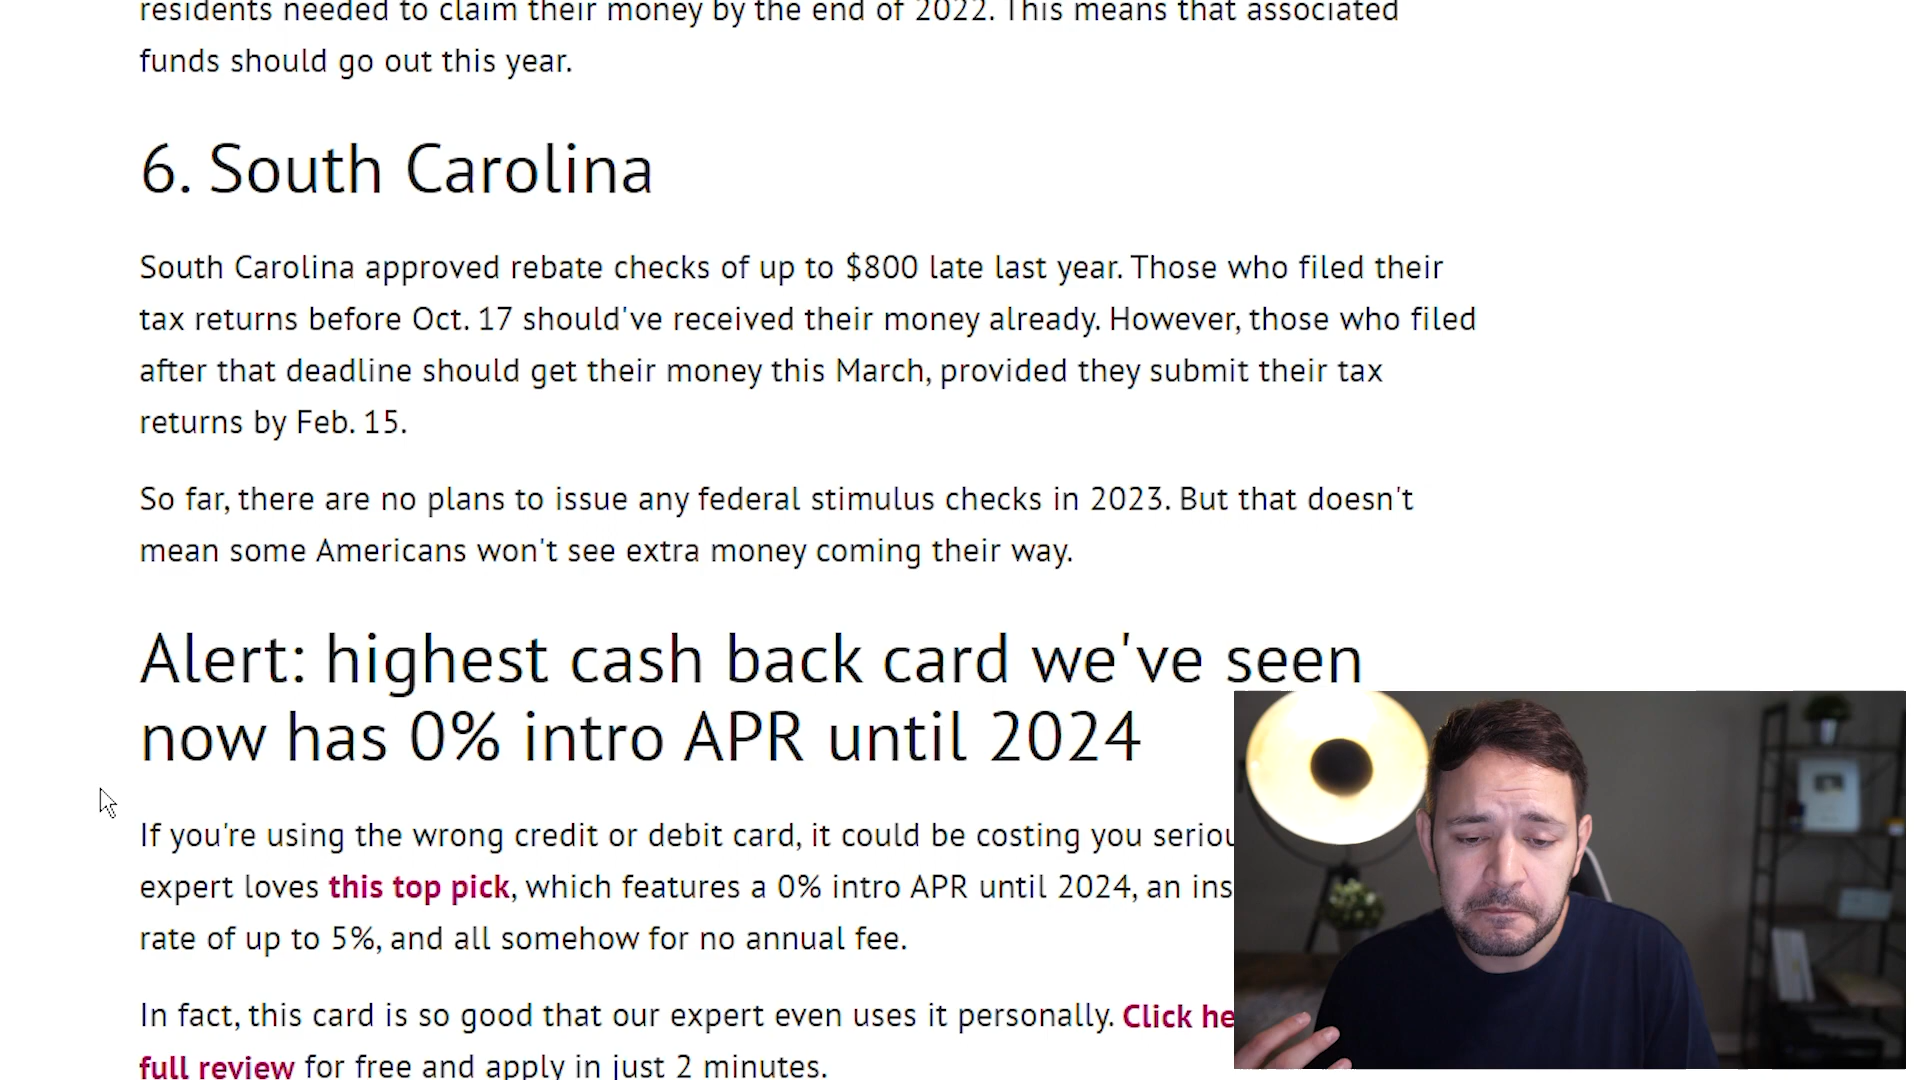 residents needed to claim their money by the end of 2022. This means that associated
funds should go out this year.
6. South Carolina
South Carolina approved rebate checks of up to $800 late last year. Those who filed their
tax returns before Oct. 17 should've received their money already. However, those who filed
after that deadline should get their money this March, provided they submit their tax
returns by Feb. 15.
So far, there are no plans to issue any federal stimulus checks in 2023. But that doesn't
mean some Americans won't see extra money coming their way.
Alert: highest cash back card we've seen
now has 0% intro APR until 2024
If you're using the wrong credit or debit card, it could be costing you
expert loves this top pick, which features a 0% intro APR until 2024, an
rate of up to 5%, and all somehow for no annual fee.
In fact, this card is so good that our expert even uses it personally. Click
full review for free and apply in just 2 minutes.